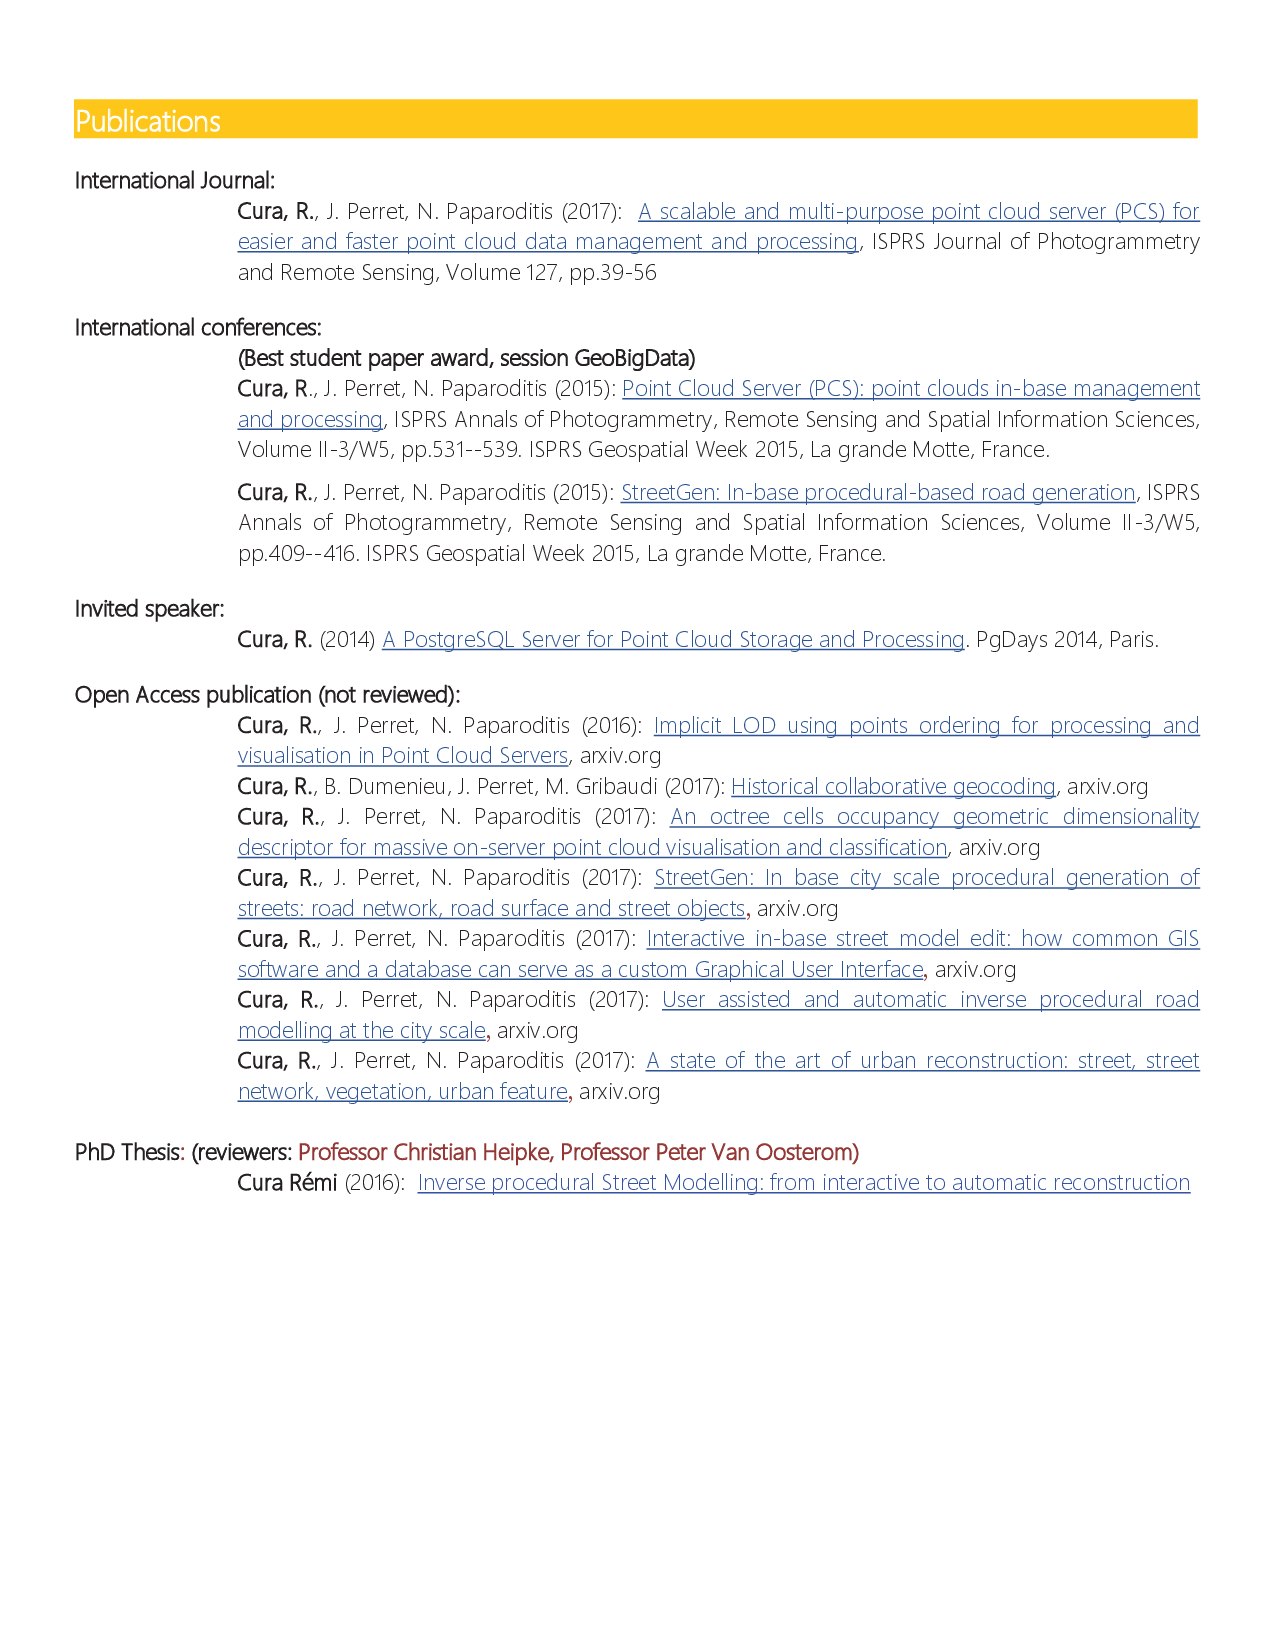 Publications
International Journal:
Cura, R., J. Perret, N. Paparoditis (2017): A scalable and multi-purpose point cloud server (PCS) for
easier and faster point cloud data management and processing, ISPRS Journal of Photogrammetry
and Remote Sensing, Volume 127, pp.39-56
International conferences:
(Best student paper award, session GeoBigData)
Cura, R., J. Perret, N. Paparoditis (2015): Point Cloud Server (PCS): point clouds in-base management
and processing, ISPRS Annals of Photogrammetry, Remote Sensing and Spatial Information Sciences,
Volume II-3/W5, pp.531--539. ISPRS Geospatial Week 2015, La grande Motte, France.
Cura, R., J. Perret, N. Paparoditis (2015): StreetGen: In-base procedural-based road generation, ISPRS
Annals of Photogrammetry, Remote Sensing and Spatial Information Sciences, Volume II-3/W5,
pp.409--416. ISPRS Geospatial Week 2015, La grande Motte, France.
Invited speaker:
Cura, R. (2014) A PostgreSQL Server for Point Cloud Storage and Processing. PgDays 2014, Paris.
Open Access publication (not reviewed):
Cura, R., J. Perret, N. Paparoditis (2016): Implicit LOD using points ordering for processing and
visualisation in Point Cloud Servers, arxiv.org
Cura, R., B. Dumenieu, J. Perret, M. Gribaudi (2017): Historical collaborative geocoding, arxiv.org
Cura, R., J. Perret, N. Paparoditis (2017): An octree cells occupancy geometric dimensionality
descriptor for massive on-server point cloud visualisation and classification, arxiv.org
Cura, R., J. Perret, N. Paparoditis (2017): StreetGen: In base city scale procedural generation of
streets: road network, road surface and street objects, arxiv.org
Cura, R., J. Perret, N. Paparoditis (2017): Interactive in-base street model edit: how common GIS
software and a database can serve as a custom Graphical User Interface, arxiv.org
Cura, R., J. Perret, N. Paparoditis (2017): User assisted and automatic inverse procedural road
modelling at the city scale, arxiv.org
Cura, R., J. Perret, N. Paparoditis (2017): A state of the art of urban reconstruction: street, street
network, vegetation, urban feature, arxiv.org
PhD Thesis: (reviewers: Professor Christian Heipke, Professor Peter Van Oosterom)
Cura Rémi (2016): Inverse procedural Street Modelling: from interactive to automatic reconstruction